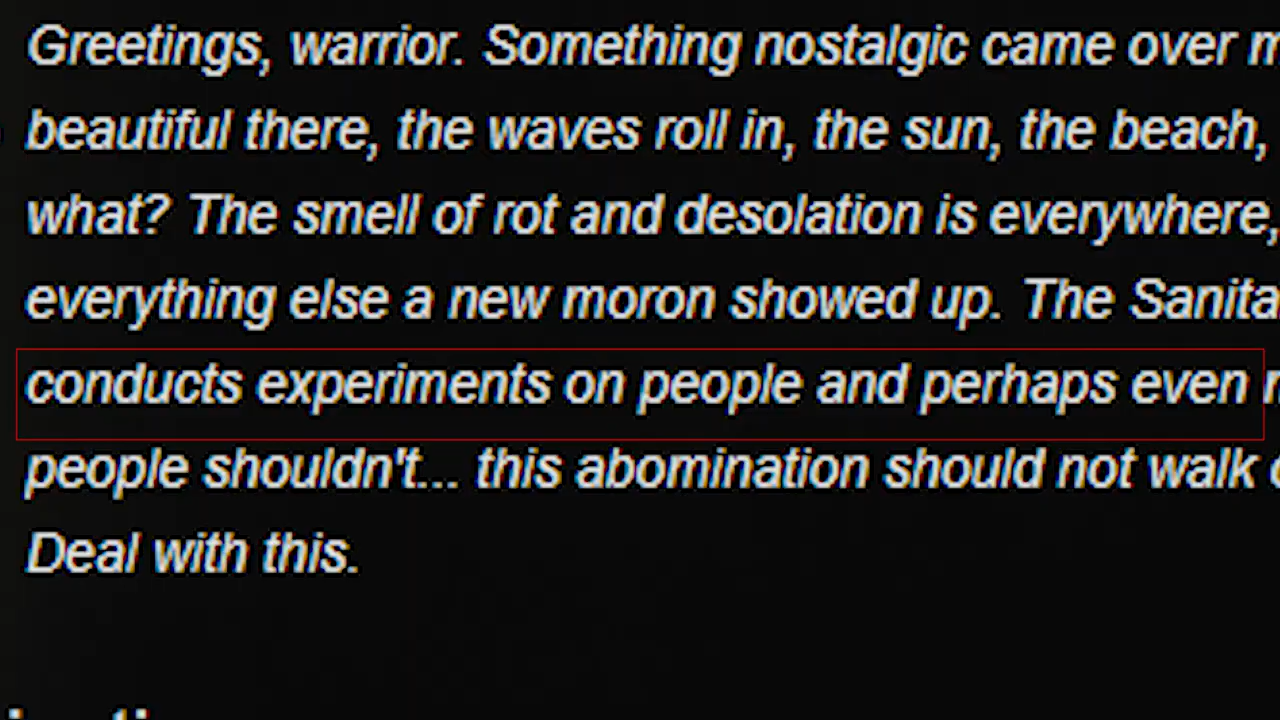 Greetings, warrior. Something nostalgic came over
beautiful there, the waves roll in, the sun, the beach,
what? The smell of rot and desolation is everywhere,
everything else a new moron showed up. The
conducts experiments on people and perhaps even
people shouldn't... this abomination should not walk
Deal with this.